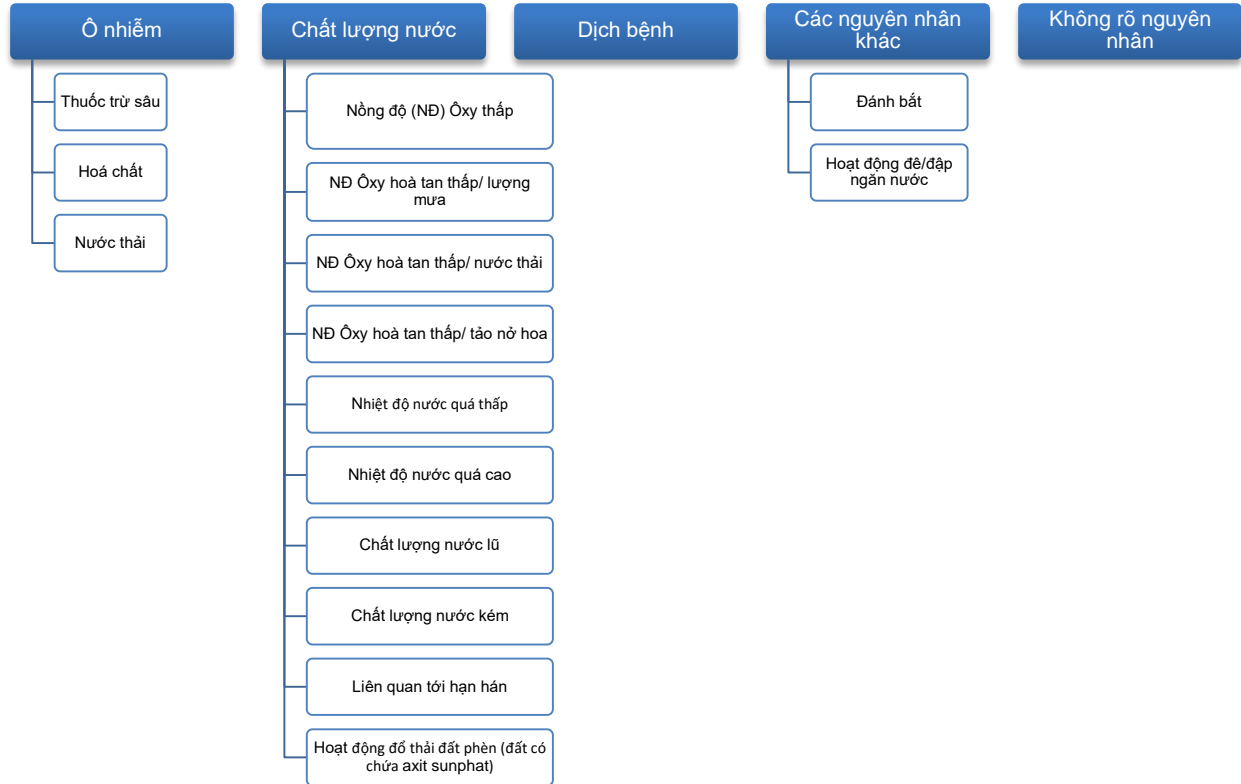 Ô nhiễm
Thuốc trừ sâu
Hoá chất
Nước thải
Chất lượng nước
Nồng độ (NĐ) Ôxy thấp
NĐ Ôxy hoà tan thấp/ lượng
mưa
NĐ Ôxy hoà tan thấp/ nước thải
NĐ Ôxy hoà tan thấp/ tảo nở hoa
Nhiệt độ nước quá thấp
Nhiệt độ nước quá cao
Chất lượng nước lũ
Chất lượng nước kém
Liên quan tới hạn hán
Hoạt động đổ thải đất phèn (đất có
chứa axit sunphat)
Dịch bệnh
Các nguyên nhân
khác
Đánh bắt
Hoạt động đê/đập
ngăn nước
Không rõ nguyên
nhân